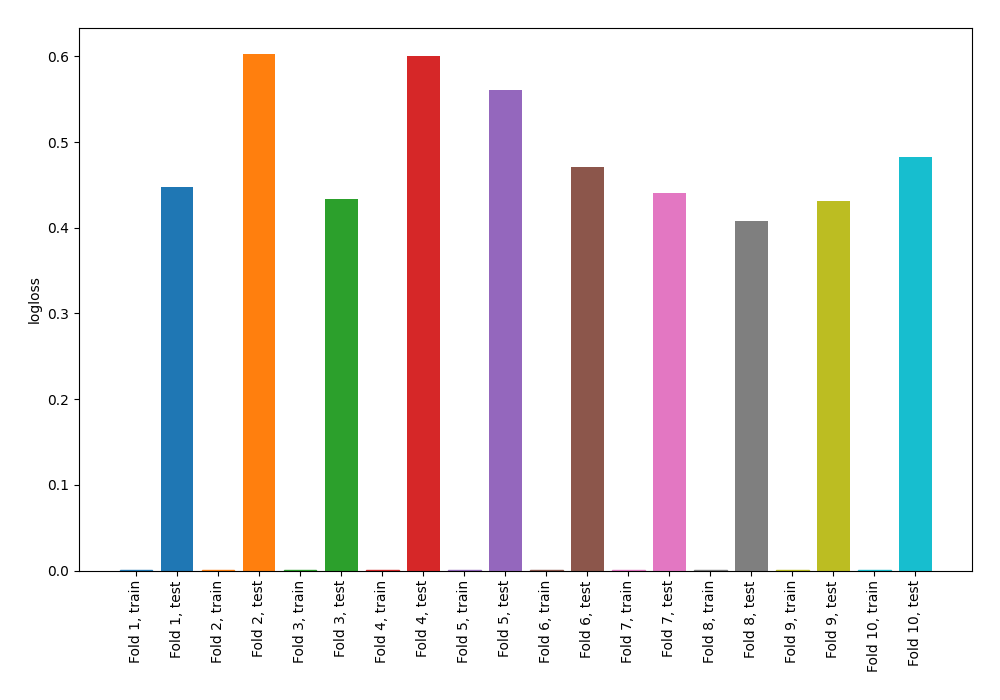 logloss
0.6
0.5
0.4
0.3
0.2
0.1
0.0
Fold 1, train
Fold 1, test
Fold 2, train
Fold 2, test
Fold 3, train
Fold 3, test
Fold 4, train
Fold 4, test
Fold 5, train
Fold 5, test
Fold 6, train
Fold 6, test
Fold 7, train
Fold 7, test
Fold 8, train
Fold 8, test
Fold 9, train
Fold 9, test
Fold 10, train
Fold 10, test